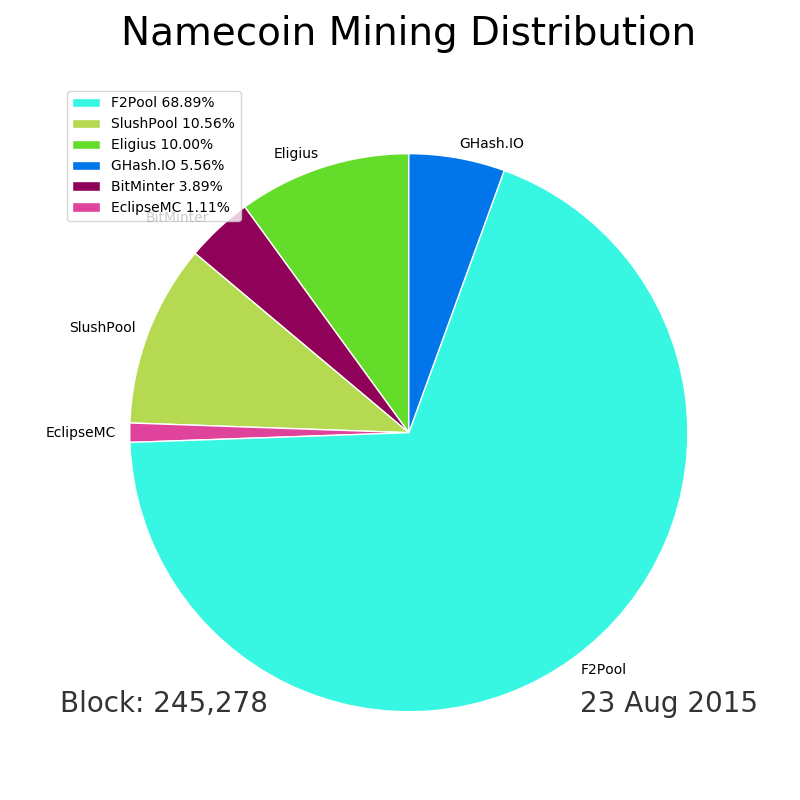 Namecoin Mining Distribution
F2Pool 68.89%
SlushPool 10.56%
Eligius 10.00%
GHash.IO 5.56%
BitMinter 3.89%
EclipseMC 1.11%
GHash.IO
Eligius
BitMinter
SlushPool
EclipseMC
F2Pool
Block: 245,278
23 Aug 2015